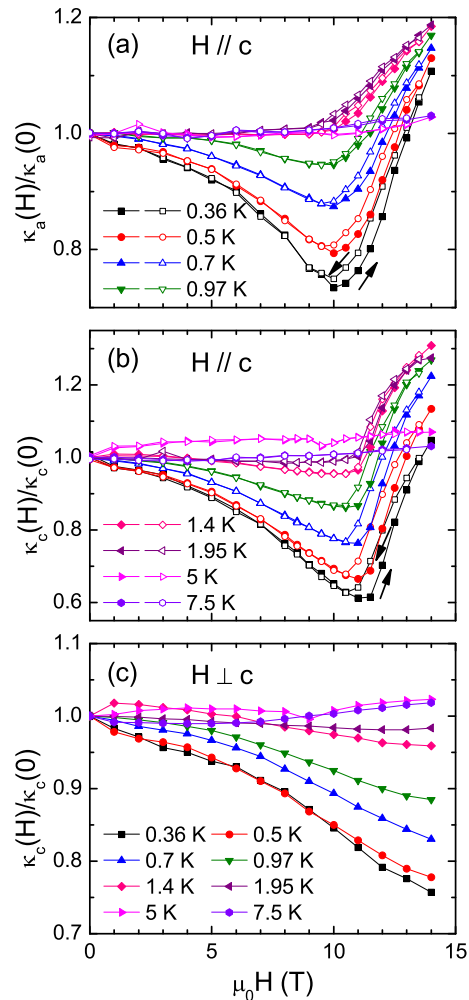 (a) H // c
κa(H)/κa(0)
1.2
1.0
0.8
0.36 K
0.5 K
0.7 K
0.97 K
(b) H // c
κc(H)/κc(0)
1.2
1.0
0.8
0.6
1.4 K
1.95 K
5 K
7.5 K
(c) H ⊥ c
κc(H)/κc(0)
1.1
1.0
0.9
0.8
0.7
0.36 K 0.5 K
0.7 K 0.97 K
1.4 K 1.95 K
5 K 7.5 K
0 5 10 15
μ0H (T)